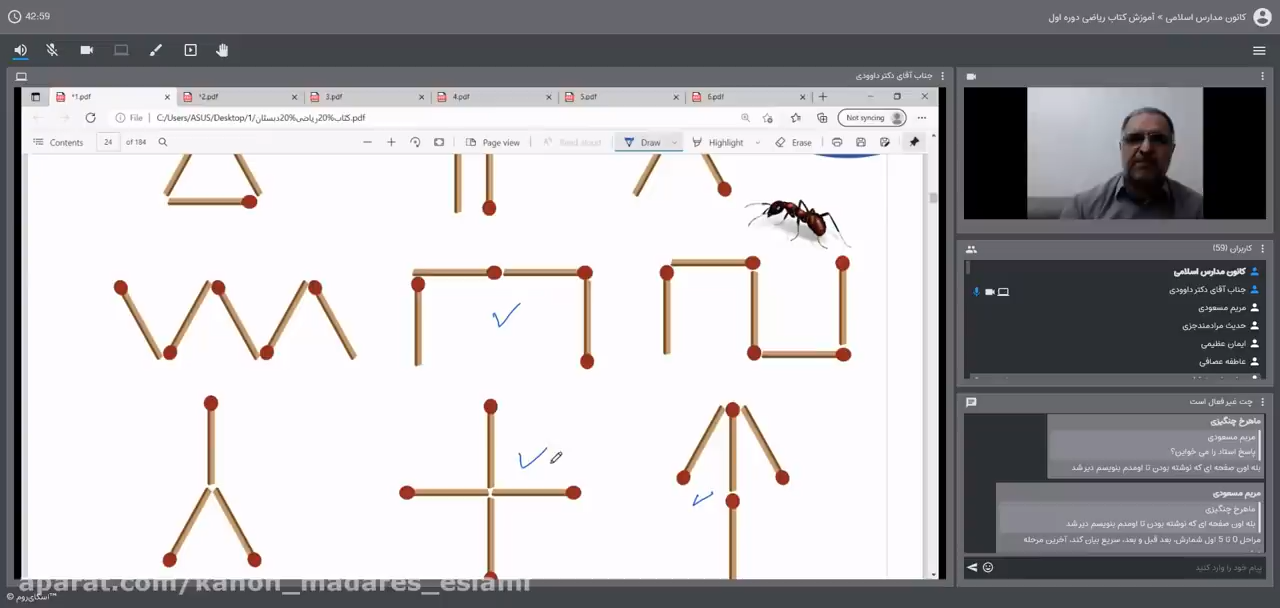 42:59
کانون مدارس اسلامی » آموزش کتاب ریاضی دوره اول
جناب آقای دکتر داوودی
*1.pdf
*2.pdf
3.pdf
4.pdf
5.pdf
6.pdf
File
C:/Users/ASUS/Desktop/1/کتاب%20ریاضی%20دبستان.pdf
Not syncing
Contents
24
of 184
Page view
Read aloud
Draw
Highlight
Erase
کاربران (59)
کانون مدارس اسلامی
جناب آقای دکتر داوودی
مریم مسعودی
حدیث مرادمندجزی
ایمان عظیمی
عاطفه عصافی
چت غیر فعال است
ماهرخ چنگیزی
مریم مسعودی
پاسخ استاد را می خواین؟
بله اون صفحه ای که نوشته بودن تا اومدم بنویسم دیر شد
مریم مسعودی
ماهرخ چنگیزی
بله اون صفحه ای که نوشته بودن تا اومدم بنویسم دیر شد
مراحل 0 تا 5 اول شمارش، بعد قبل و بعد، سریع بیان کند، آخرین مرحله
پیام خود را وارد کنید
aparat.com/kanon_madares_eslami
© اسکای‌روم™